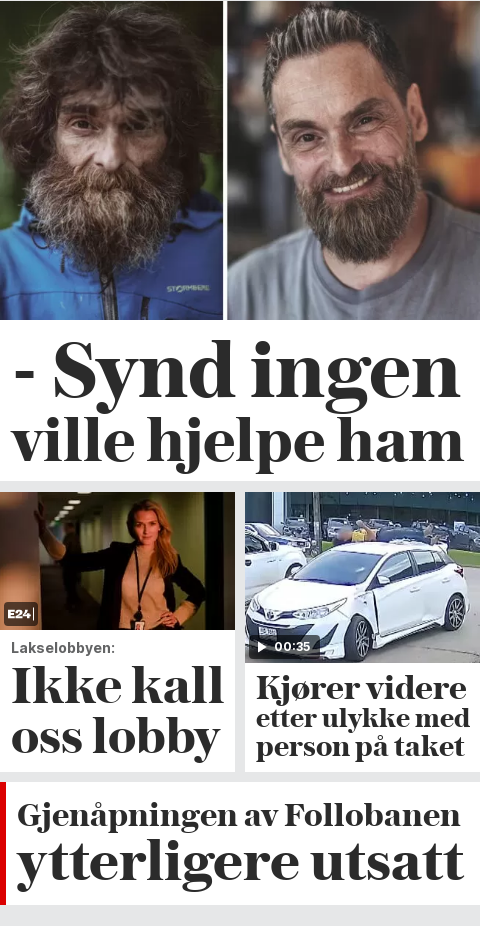 STORMBERG
- Synd ingen
ville hjelpe ham
E24
Lakselobbyen:
Ikke kall
oss lobby
00:35
Kjører videre
etter ulykke med
person på taket
Gjenåpningen av Follobanen
ytterligere utsatt